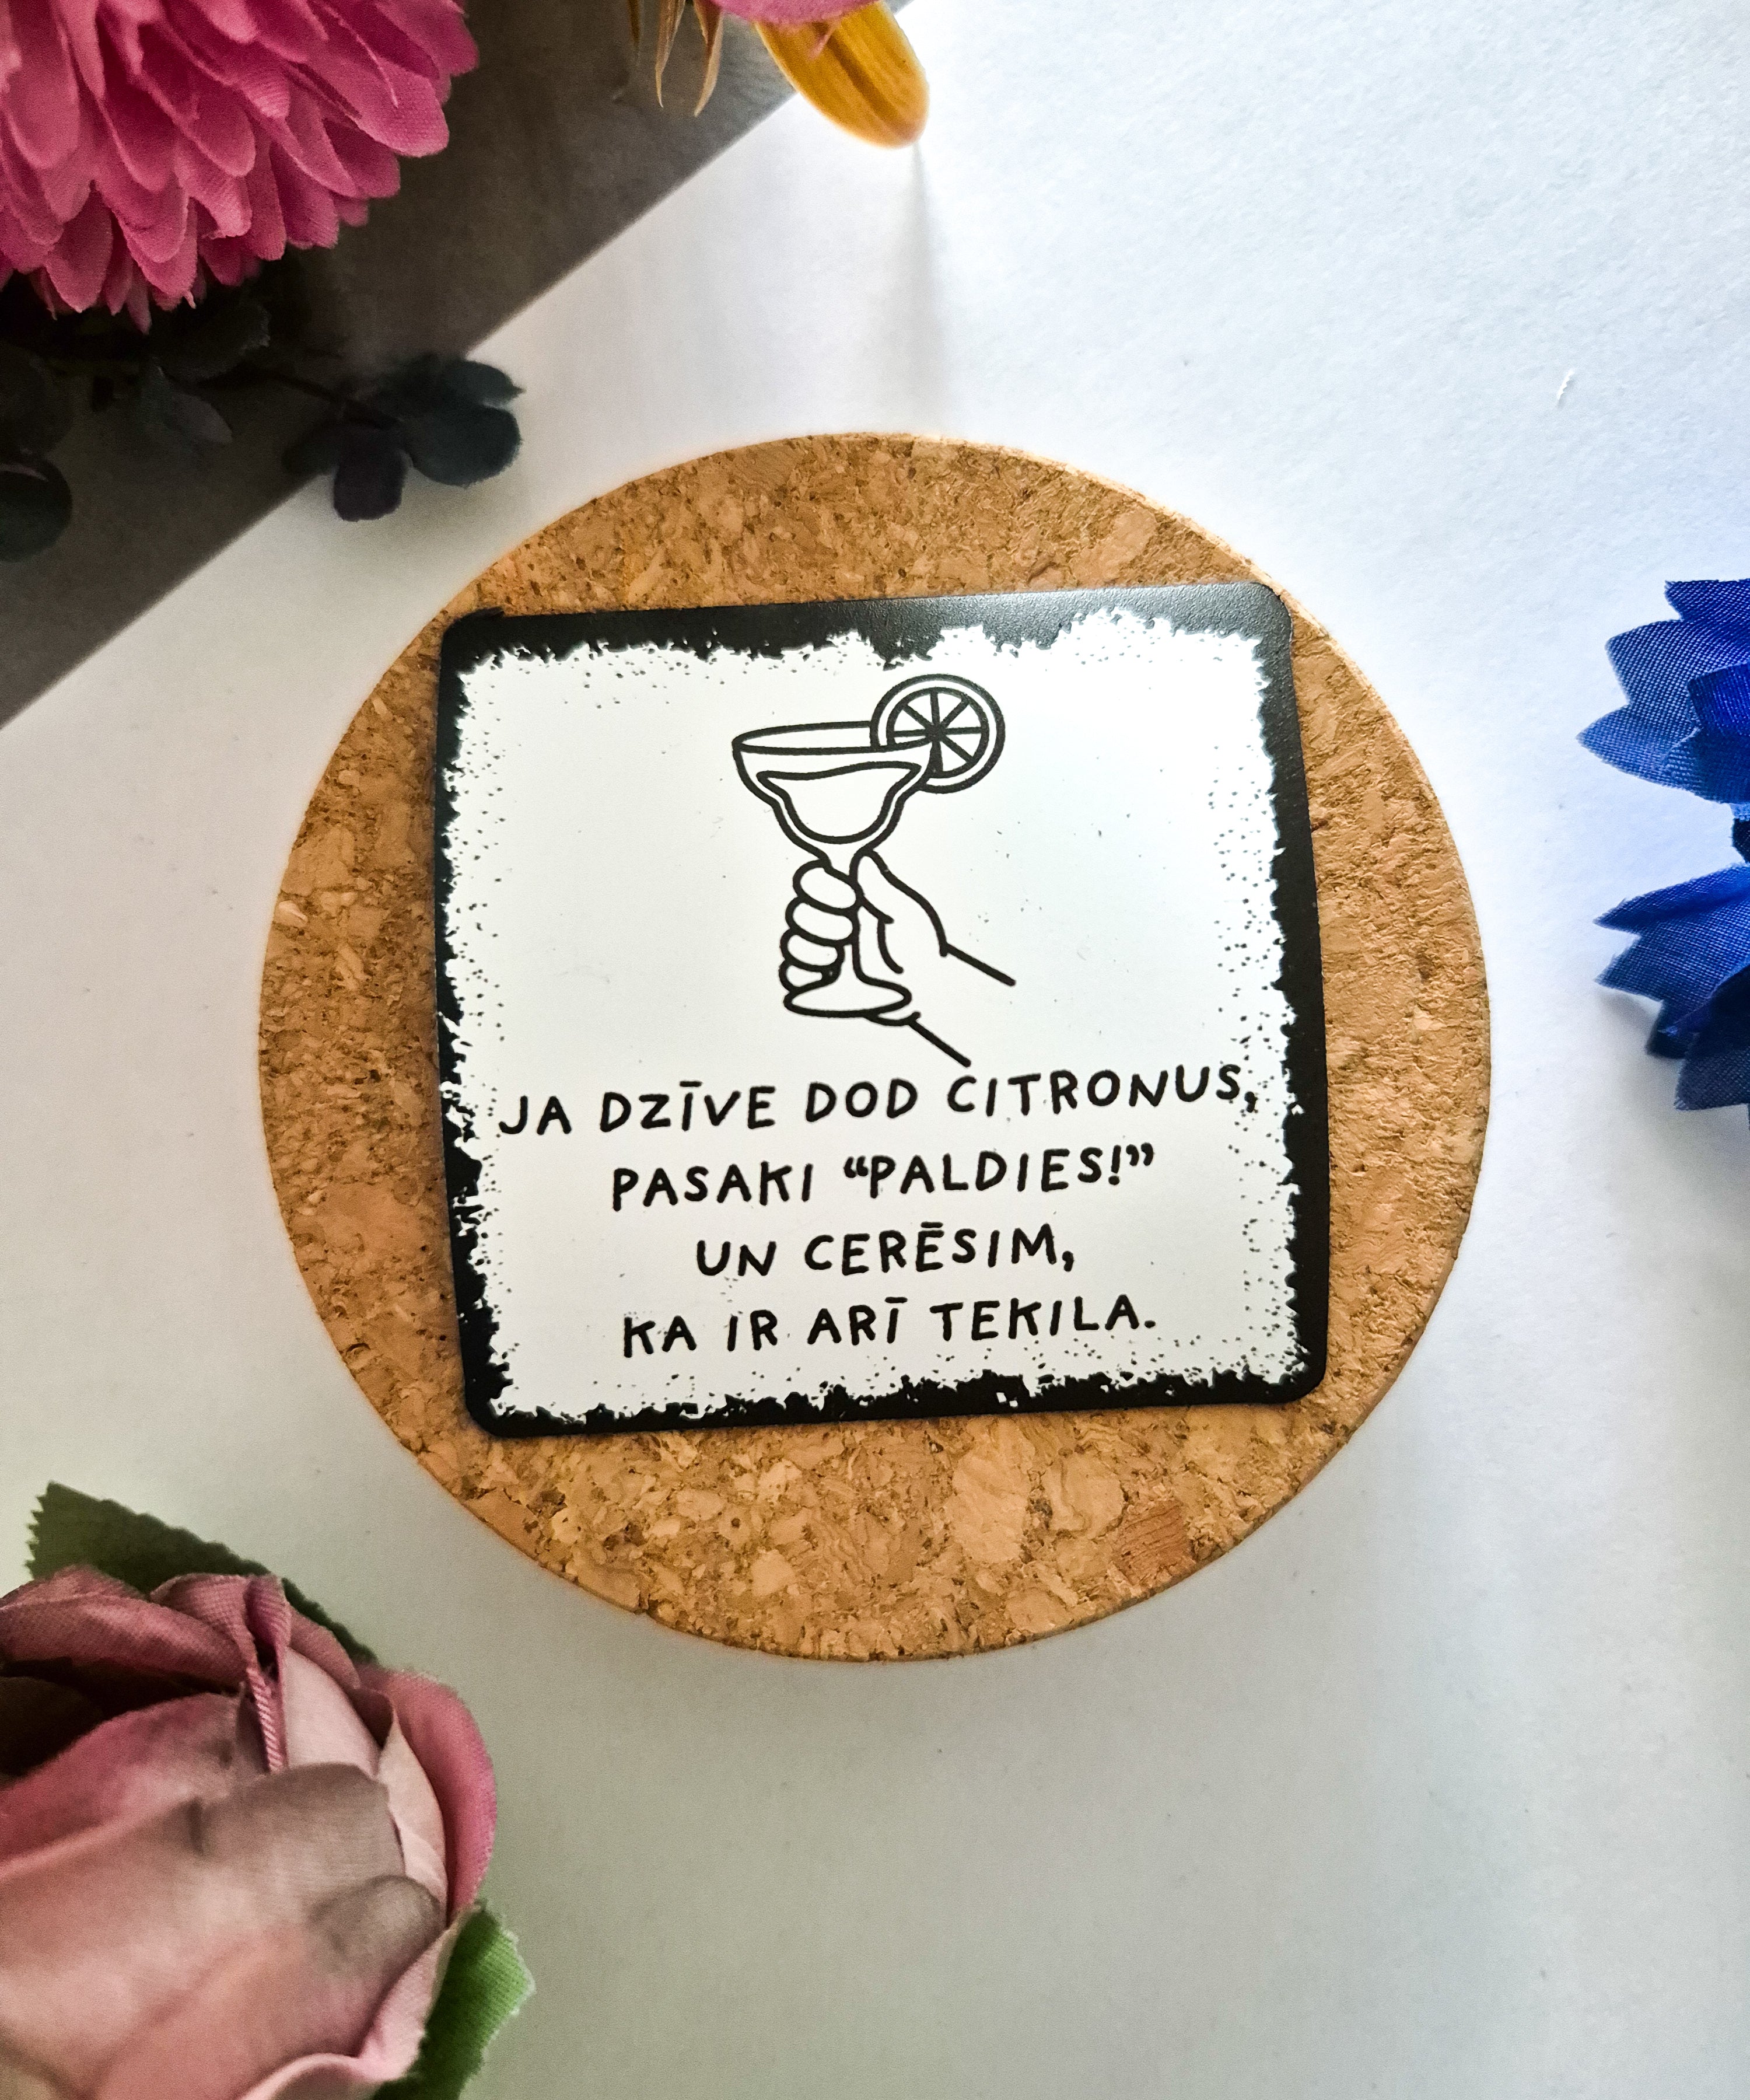 JA DZĪVE DOD CITRONUS,
PASAKI “PALDIES!”
UN CERĒSIM,
KA IR ARĪ TEKILA.